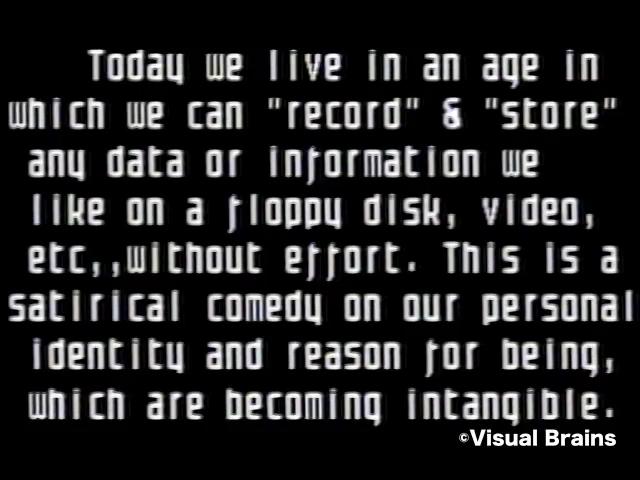 Today we live in an age in
which we can "record" & "store"
any data or information we
like on a floppy disk, video,
etc,,without effort. This is a
satirical comedy on our personal
identity and reason for being,
which are becoming intangible.
©Visual Brains